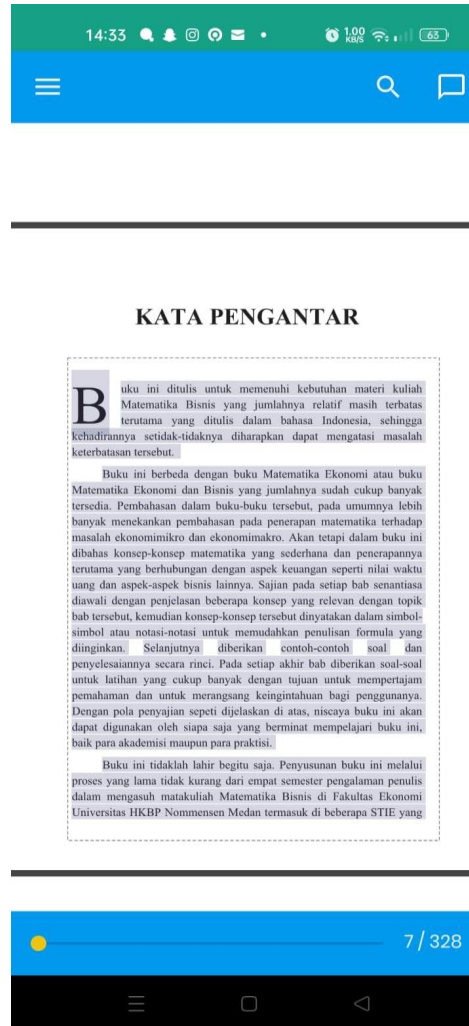 14:33
1.00
KB/S
63
KATA PENGANTAR
Buku ini ditulis untuk memenuhi kebutuhan materi kuliah
Matematika Bisnis yang jumlahnya relatif masih terbatas
terutama yang ditulis dalam bahasa Indonesia, sehingga
kehadirannya setidak-tidaknya diharapkan dapat mengatasi masalah
keterbatasan tersebut.
Buku ini berbeda dengan buku Matematika Ekonomi atau buku
Matematika Ekonomi dan Bisnis yang jumlahnya sudah cukup banyak
tersedia. Pembahasan dalam buku-buku tersebut, pada umumnya lebih
banyak menekankan pembahasan pada penerapan matematika terhadap
masalah ekonomimikro dan ekonomimakro. Akan tetapi dalam buku ini
dibahas konsep-konsep matematika yang sederhana dan penerapannya
terutama yang berhubungan dengan aspek keuangan seperti nilai waktu
uang dan aspek-aspek bisnis lainnya. Sajian pada setiap bab senantiasa
diawali dengan penjelasan beberapa konsep yang relevan dengan topik
bab tersebut, kemudian konsep-konsep tersebut dinyatakan dalam simbol-
simbol atau notasi-notasi untuk memudahkan penulisan formula yang
diinginkan. Selanjutnya diberikan contoh-contoh soal dan
penyelesaiannya secara rinci. Pada setiap akhir bab diberikan soal-soal
untuk latihan yang cukup banyak dengan tujuan untuk mempertajam
pemahaman dan untuk merangsang keingintahuan bagi penggunanya.
Dengan pola penyajian sepeti dijelaskan di atas, niscaya buku ini akan
dapat digunakan oleh siapa saja yang berminat mempelajari buku ini,
baik para akademisi maupun para praktisi.
Buku ini tidaklah lahir begitu saja. Penyusunan buku ini melalui
proses yang lama tidak kurang dari empat semester pengalaman penulis
dalam mengasuh matakuliah Matematika Bisnis di Fakultas Ekonomi
Universitas HKBP Nommensen Medan termasuk di beberapa STIE yang
7/328